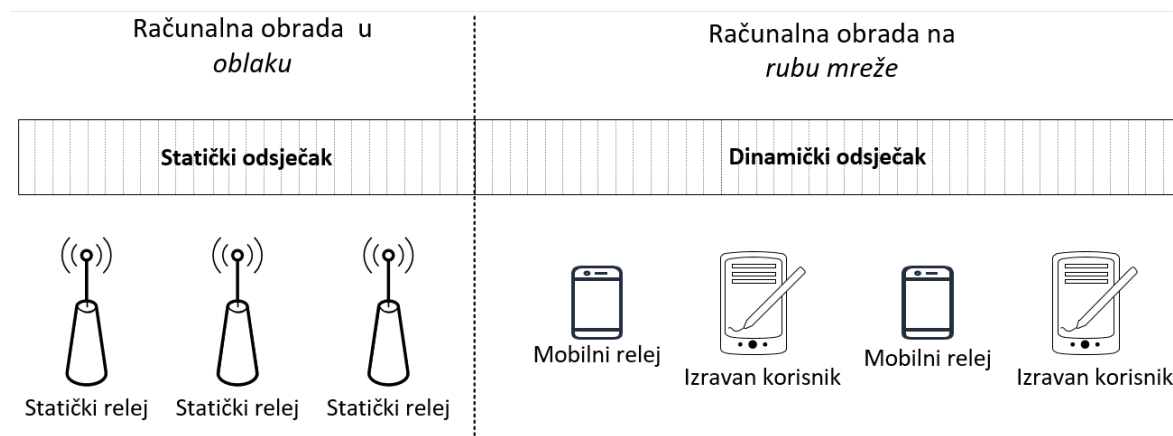 Računalna obrada u
oblaku
Računalna obrada na
rubu mreže
Statički odsječak
Dinamički odsječak
Statički relej
Statički relej
Statički relej
Mobilni relej
Izravan korisnik
Mobilni relej
Izravan korisnik